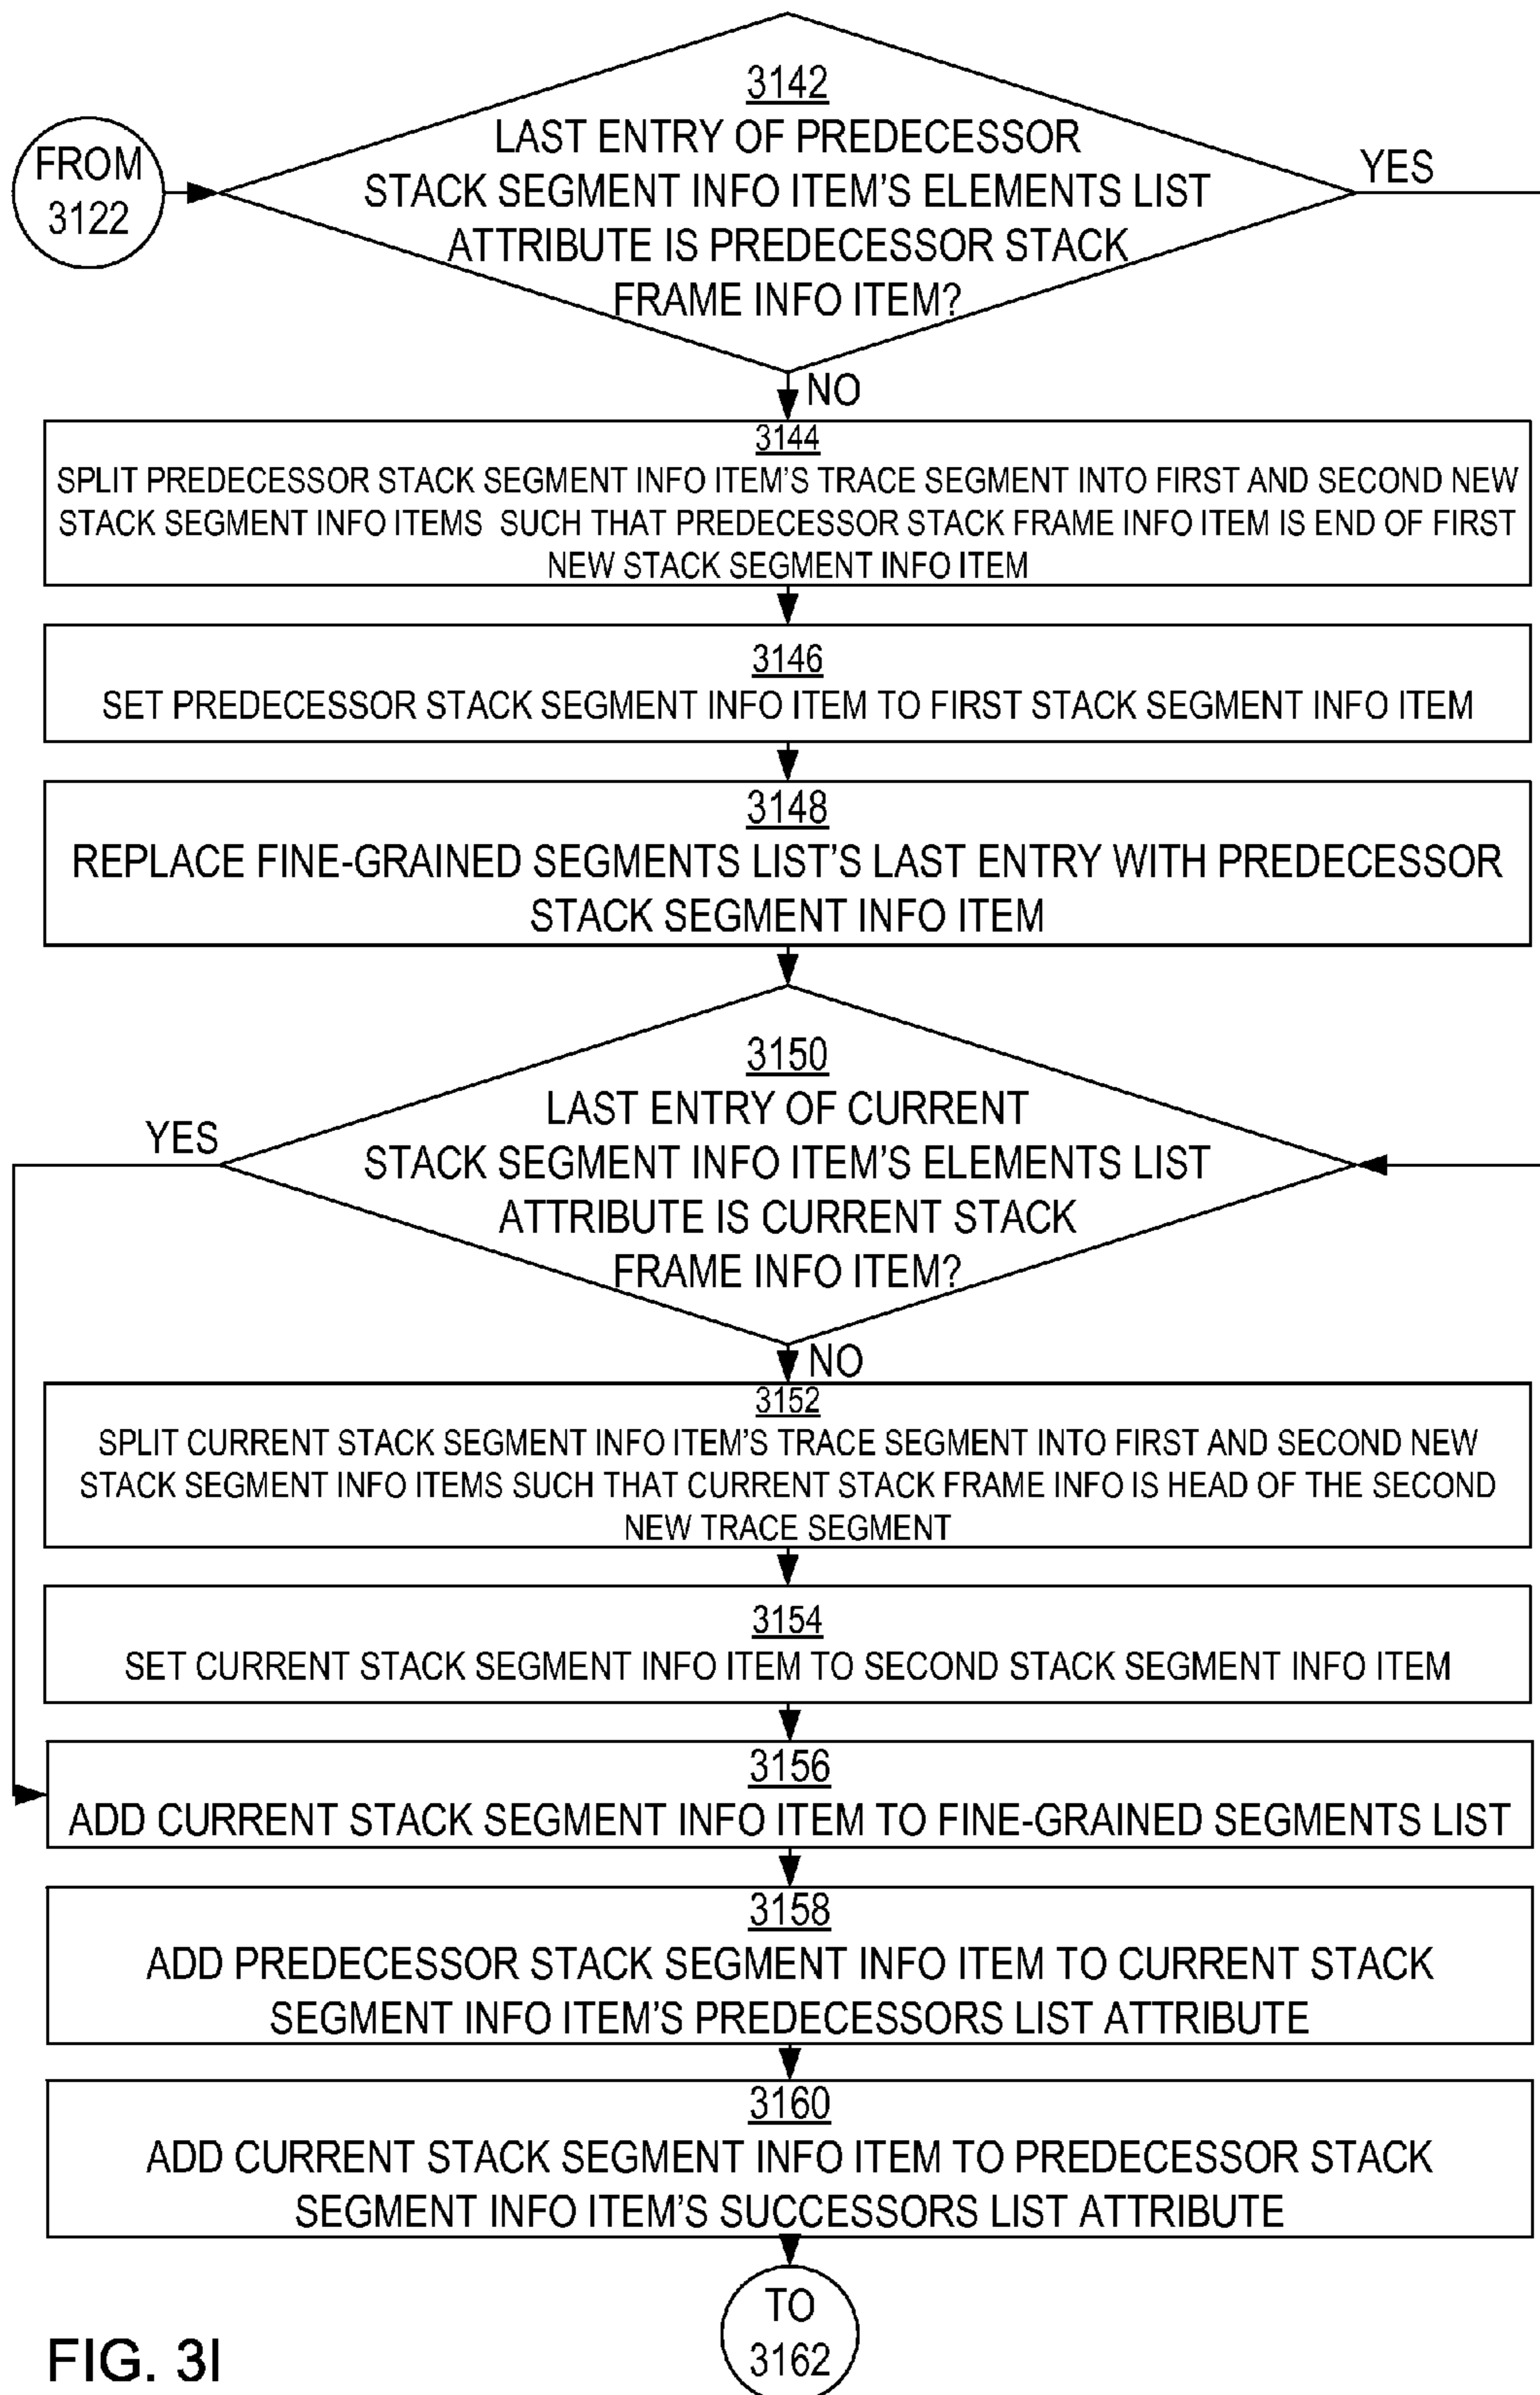 3142
LAST ENTRY OF PREDECESSOR
STACK SEGMENT INFO ITEM'S ELEMENTS LIST
ATTRIBUTE IS PREDECESSOR STACK
FRAME INFO ITEM?
FROM
3122
YES
NO
3144
SPLIT PREDECESSOR STACK SEGMENT INFO ITEM'S TRACE SEGMENT INTO FIRST AND SECOND NEW
STACK SEGMENT INFO ITEMS SUCH THAT PREDECESSOR STACK FRAME INFO ITEM IS END OF FIRST
NEW STACK SEGMENT INFO ITEM
3146
SET PREDECESSOR STACK SEGMENT INFO ITEM TO FIRST STACK SEGMENT INFO ITEM
3148
REPLACE FINE-GRAINED SEGMENTS LIST'S LAST ENTRY WITH PREDECESSOR
STACK SEGMENT INFO ITEM
3150
LAST ENTRY OF CURRENT
STACK SEGMENT INFO ITEM'S ELEMENTS LIST
ATTRIBUTE IS CURRENT STACK
FRAME INFO ITEM?
YES
NO
3152
SPLIT CURRENT STACK SEGMENT INFO ITEM'S TRACE SEGMENT INTO FIRST AND SECOND NEW
STACK SEGMENT INFO ITEMS SUCH THAT CURRENT STACK FRAME INFO IS HEAD OF THE SECOND
NEW TRACE SEGMENT
3154
SET CURRENT STACK SEGMENT INFO ITEM TO SECOND STACK SEGMENT INFO ITEM
3156
ADD CURRENT STACK SEGMENT INFO ITEM TO FINE-GRAINED SEGMENTS LIST
3158
ADD PREDECESSOR STACK SEGMENT INFO ITEM TO CURRENT STACK
SEGMENT INFO ITEM'S PREDECESSORS LIST ATTRIBUTE
3160
ADD CURRENT STACK SEGMENT INFO ITEM TO PREDECESSOR STACK
SEGMENT INFO ITEM'S SUCCESSORS LIST ATTRIBUTE
TO
3162
FIG. 3I